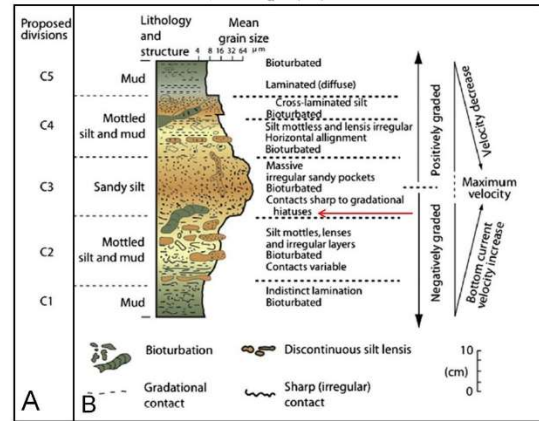 Proposed divisions
Lithology and structure
Mean grain size
4 8 16 32 64 µm
C5
Mud
Bioturbated
Laminated (diffuse)
C4
Mottled silt and mud
Cross-laminated silt
Bioturbated
Silt mottless and lensis irregular
Horizontal allignment
Bioturbated
C3
Sandy silt
Massive
irregular sandy pockets
Bioturbated
Contacts sharp to gradational
hiatuses
C2
Mottled silt and mud
Silt mottles, lenses
and irregular layers
Bioturbated
Contacts variable
C1
Mud
Indistinct lamination
Bioturbated
Positively graded
Negatively graded
Velocity decrease
Maximum velocity
Bottom current velocity increase
Bioturbation
Discontinuous silt lensis
Gradational contact
Sharp (irregular) contact
10
(cm)
0
A
B